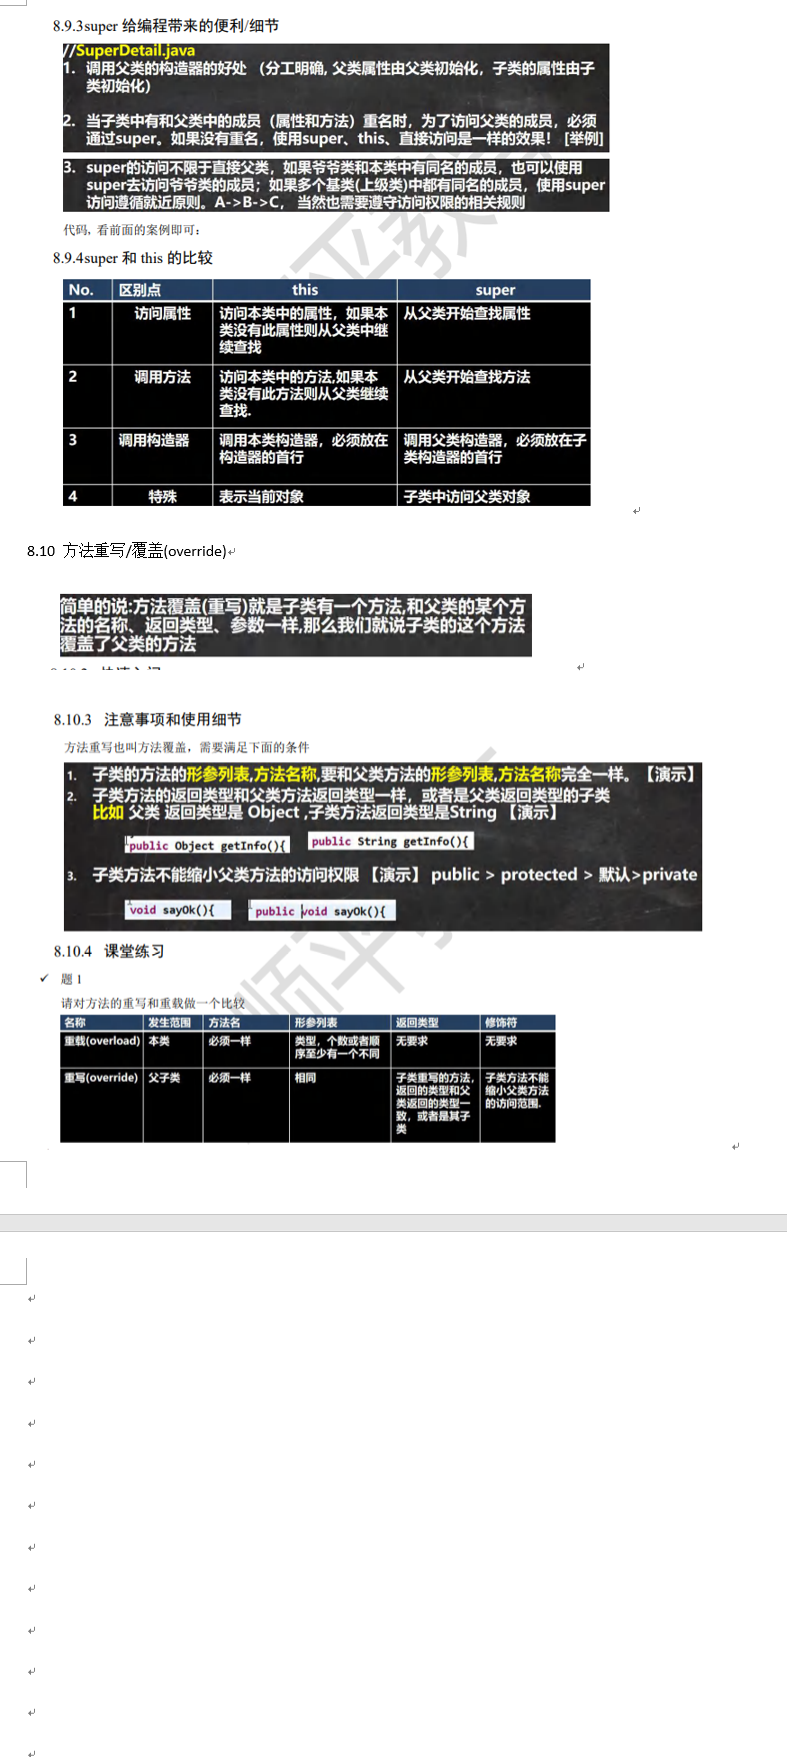 8.9.3super 给编程带来的便利/细节
//SuperDetail.java
1. 调用父类的构造器的好处 （分工明确, 父类属性由父类初始化，子类的属性由子
类初始化）
2. 当子类中有和父类中的成员（属性和方法）重名时，为了访问父类的成员，必须
通过super。如果没有重名，使用super、this、直接访问是一样的效果！ [举例]
3. super的访问不限于直接父类，如果爷爷类和本类中有同名的成员，也可以使用
super去访问爷爷类的成员；如果多个基类(上级类)中都有同名的成员，使用super
访问遵循就近原则。A->B->C， 当然也需要遵守访问权限的相关规则
代码, 看前面的案例即可:
8.9.4super 和 this 的比较
No. 区别点 this super
1 访问属性 访问本类中的属性，如果本 从父类开始查找属性
类没有此属性则从父类中继
续查找
2 调用方法 访问本类中的方法,如果本 从父类开始查找方法
类没有此方法则从父类继续
查找.
3 调用构造器 调用本类构造器，必须放在 调用父类构造器，必须放在子
构造器的首行 类构造器的首行
4 特殊 表示当前对象 子类中访问父类对象
8.10 方法重写/覆盖(override)
简单的说:方法覆盖(重写)就是子类有一个方法,和父类的某个方
法的名称、返回类型、参数一样,那么我们就说子类的这个方法
覆盖了父类的方法
8.10.3 注意事项和使用细节
方法重写也叫方法覆盖，需要满足下面的条件
1. 子类的方法的形参列表,方法名称,要和父类方法的形参列表,方法名称完全一样。【演示】
2. 子类方法的返回类型和父类方法返回类型一样，或者是父类返回类型的子类
比如 父类 返回类型是 Object ,子类方法返回类型是String 【演示】
public Object getInfo(){ public String getInfo(){
3. 子类方法不能缩小父类方法的访问权限 【演示】 public > protected > 默认>private
void sayOk(){ public void sayOk(){
8.10.4 课堂练习
✓ 题 1
请对方法的重写和重载做一个比较
名称 发生范围 方法名 形参列表 返回类型 修饰符
重载(overload) 本类 必须一样 类型，个数或者顺 无要求 无要求
序至少有一个不同
重写(override) 父子类 必须一样 相同 子类重写的方法, 子类方法不能
返回的类型和父 缩小父类方法
类返回的类型一 的访问范围.
致，或者是其子
类